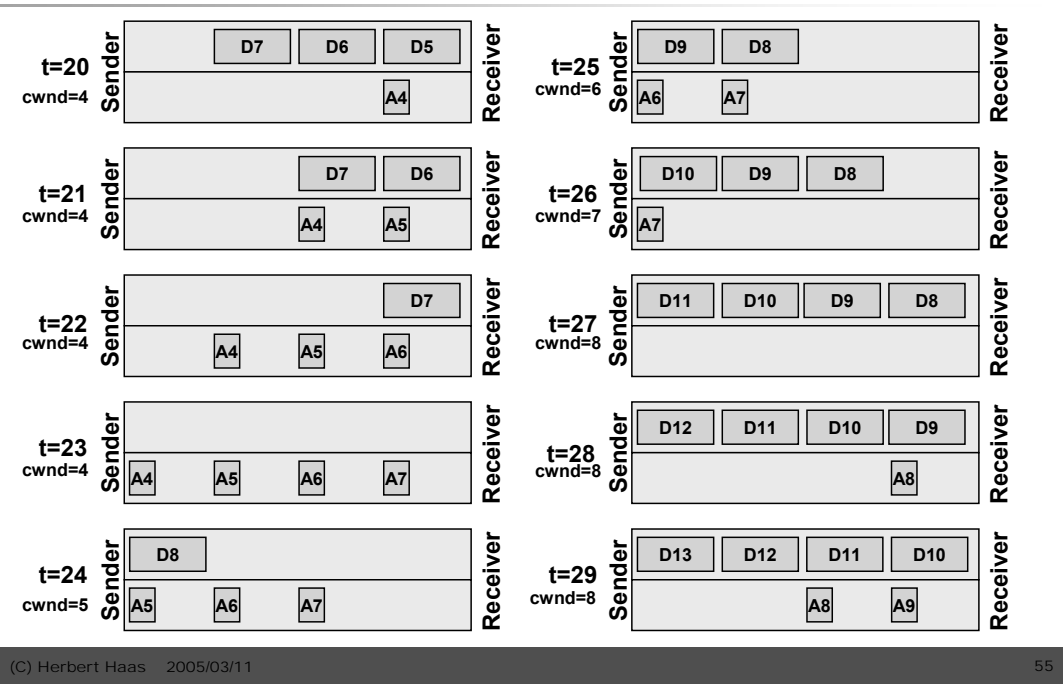 t=20
cwnd=4
Sender
D7 D6 D5
A4
Receiver
t=21
cwnd=4
Sender
D7 D6
A4 A5
Receiver
t=22
cwnd=4
Sender
D7
A4 A5 A6
Receiver
t=23
cwnd=4
Sender
A4 A5 A6 A7
Receiver
t=24
cwnd=5
Sender
D8
A5 A6 A7
Receiver
t=25
cwnd=6
Sender
D9 D8
A6 A7
Receiver
t=26
cwnd=7
Sender
D10 D9 D8
A7
Receiver
t=27
cwnd=8
Sender
D11 D10 D9 D8
Receiver
t=28
cwnd=8
Sender
D12 D11 D10 D9
A8
Receiver
t=29
cwnd=8
Sender
D13 D12 D11 D10
A8 A9
Receiver
(C) Herbert Haas 2005/03/11
55